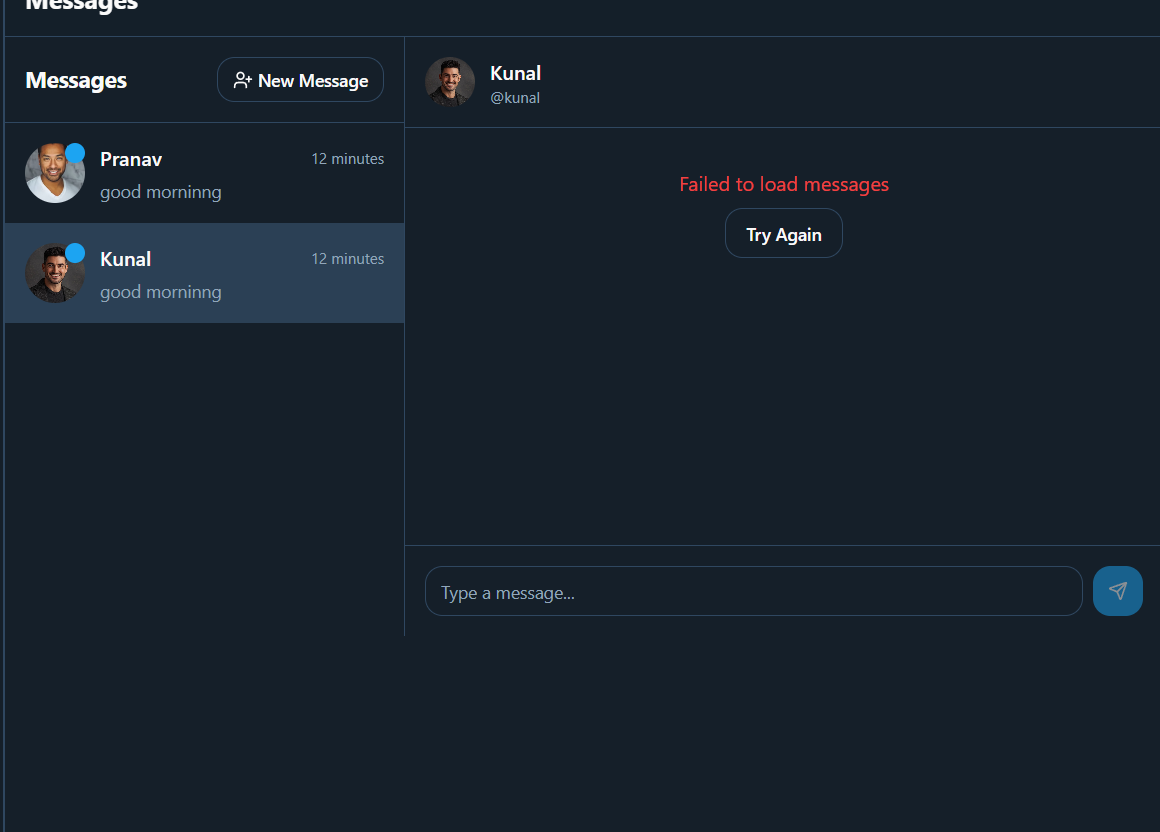 Messages
Messages
New Message
Pranav
12 minutes
good morninng
Kunal
12 minutes
good morninng
Kunal
@kunal
Failed to load messages
Try Again
Type a message...